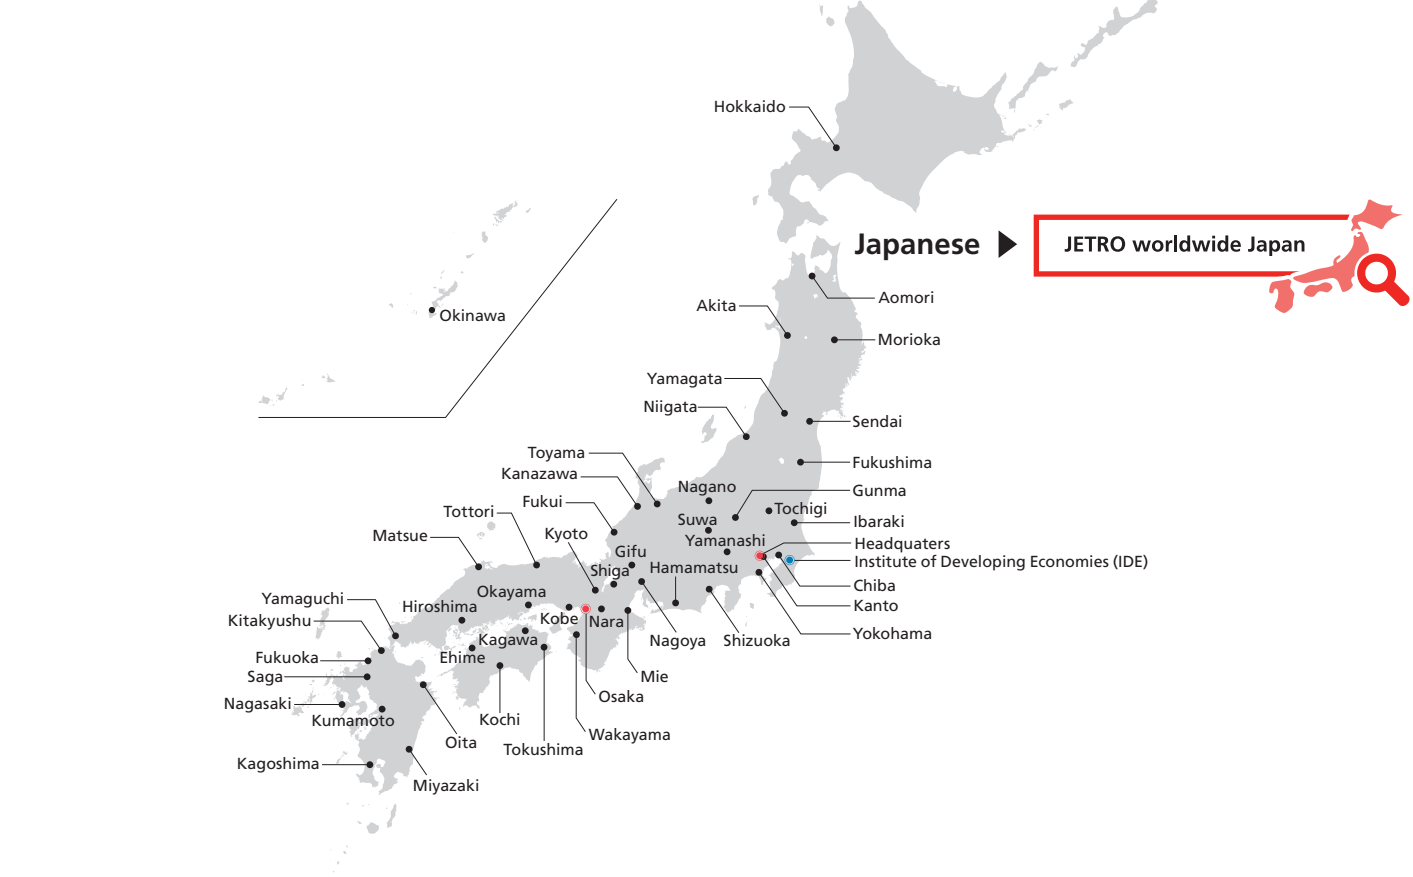 Hokkaido
Japanese
JETRO worldwide Japan
Aomori
Akita
Okinawa
Morioka
Yamagata
Niigata
Sendai
Toyama
Fukushima
Kanazawa
Nagano
Gunma
Fukui
Tochigi
Tottori
Suwa
Ibaraki
Matsue
Kyoto
Yamanashi
Headquaters
Gifu
Institute of Developing Economies (IDE)
Shiga
Hamamatsu
Chiba
Okayama
Yamaguchi
Hiroshima
Kanto
Kitakyushu
Kobe
Nara
Yokohama
Kagawa
Nagoya
Shizuoka
Fukuoka
Ehime
Saga
Mie
Osaka
Nagasaki
Kumamoto
Kochi
Wakayama
Oita
Tokushima
Kagoshima
Miyazaki